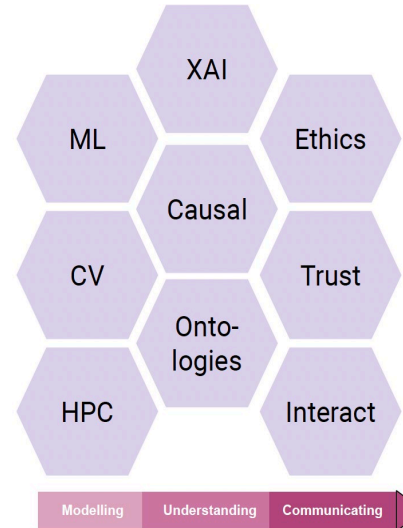 XAI
ML
Ethics
Causal
CV
Trust
Onto-
logies
HPC
Interact
Modelling Understanding Communicating